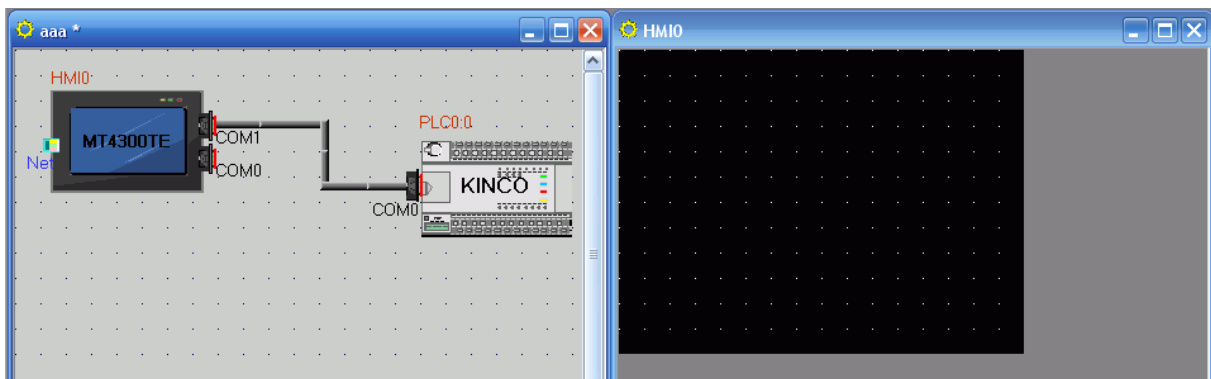 aaa *
HMI0
HMI0
MT4300TE
Net
COM1
COM0
PLC0:0
KINCO
COM0